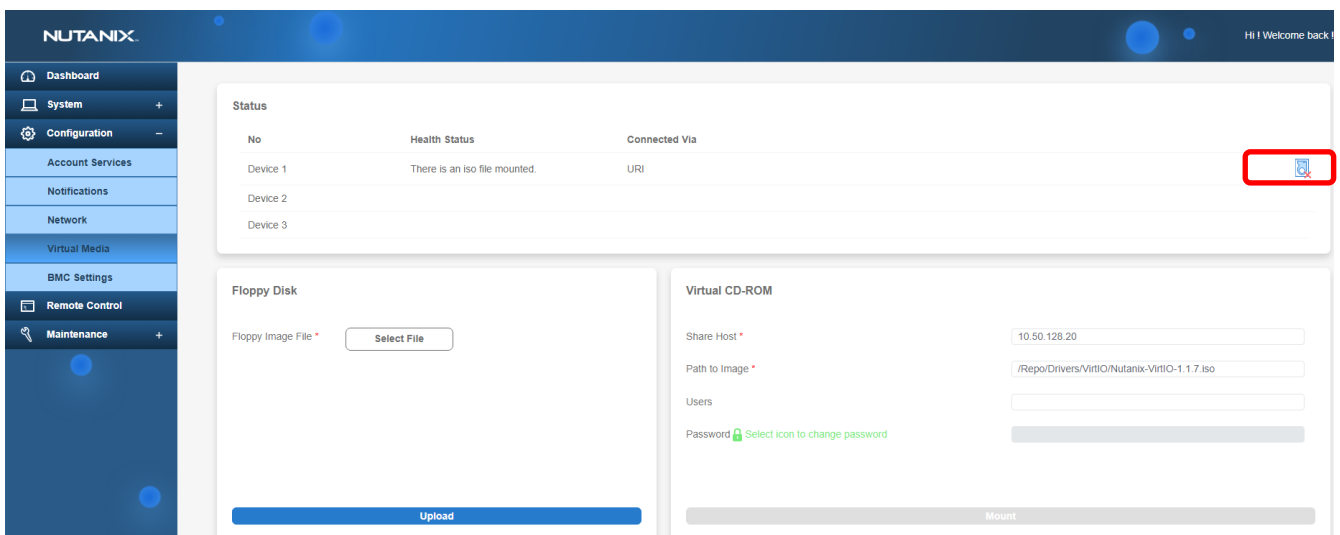 NUTANIX.
Hi ! Welcome back !
Dashboard
System +
Configuration –
Account Services
Notifications
Network
Virtual Media
BMC Settings
Remote Control
Maintenance +
Status
No Health Status Connected Via
Device 1 There is an iso file mounted. URI
Device 2
Device 3
Floppy Disk
Floppy Image File * Select File
Upload
Virtual CD-ROM
Share Host * 10.50.128.20
Path to Image * /Repo/Drivers/VirtIO/Nutanix-VirtIO-1.1.7.iso
Users
Password Select icon to change password
Mount